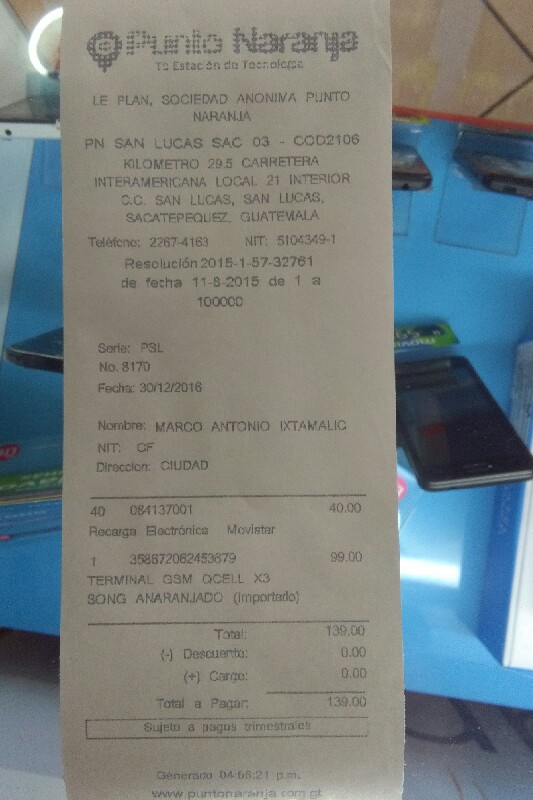 Punto Naranja
Tu Estación de Tecnología
LE PLAN, SOCIEDAD ANONIMA PUNTO
NARANJA
PN SAN LUCAS SAC 03 - COD2106
KILOMETRO 29.5 CARRETERA
INTERAMERICANA LOCAL 21 INTERIOR
C.C. SAN LUCAS, SAN LUCAS,
SACATEPEQUEZ, GUATEMALA
Teléfono: 2267-4163 NIT: 5104349-1
Resolución 2015-1-57-32761
de fecha 11-8-2015 de 1 a
100000
Serie: PSL
No. 8170
Fecha: 30/12/2016
Nombre: MARCO ANTONIO IXTAMALIC
NIT: CF
Direccion: CIUDAD
40 084137001 40.00
Recarga Electrónica Movistar
1 358672062453679 99.00
TERMINAL GSM QCELL X3
SONG ANARANJADO (Importado)
Total: 139.00
(-) Descuento: 0.00
(+) Cargo: 0.00
Total a Pagar: 139.00
Sujeto a pagos trimestrales
Generado 04:56:21 p.m.
www.puntonaranja.com.gt